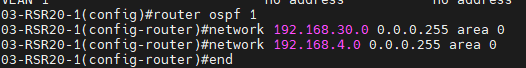 VLAN 1                    no address          no address
03-RSR20-1(config)#router ospf 1
03-RSR20-1(config-router)#network 192.168.30.0 0.0.0.255 area 0
03-RSR20-1(config-router)#network 192.168.4.0 0.0.0.255 area 0
03-RSR20-1(config-router)#end